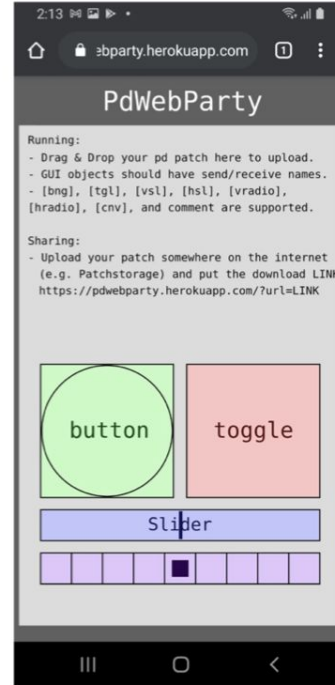 2:13
ebparty.herokuapp.com
1
PdWebParty
Running:
- Drag & Drop your pd patch here to upload.
- GUI objects should have send/receive names.
- [bng], [tgl], [vsl], [hsl], [vradio],
[hradio], [cnv], and comment are supported.
Sharing:
- Upload your patch somewhere on the internet
(e.g. Patchstorage) and put the download LINK
https://pdwebparty.herokuapp.com/?url=LINK
button
toggle
Slider